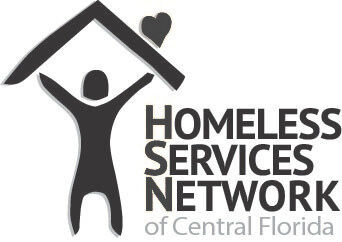 HOMELESS
SERVICES
NETWORK
of Central Florida